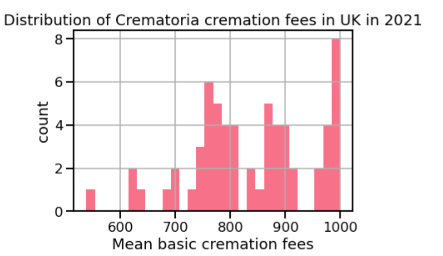 Distribution of Crematoria cremation fees in UK in 2021
8
6
4
2
0
count
600 700 800 900 1000
Mean basic cremation fees